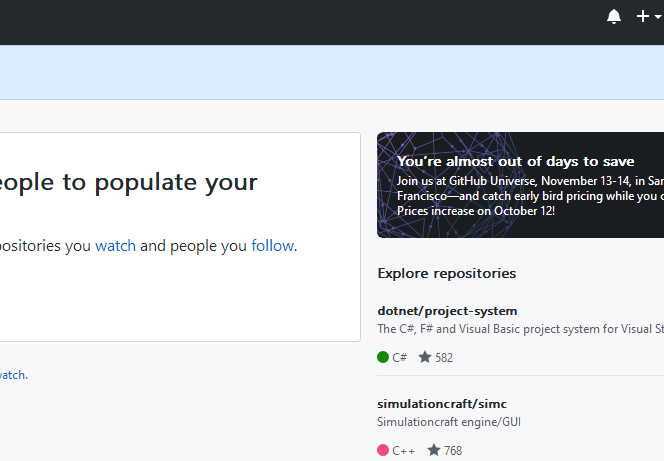 eople to populate your
ositories you watch and people you follow.
watch.
You're almost out of days to save
Join us at GitHub Universe, November 13-14, in San
Francisco—and catch early bird pricing while you c
Prices increase on October 12!
Explore repositories
dotnet/project-system
The C#, F# and Visual Basic project system for Visual St
C# 582
simulationcraft/simc
Simulationcraft engine/GUI
C++ 768